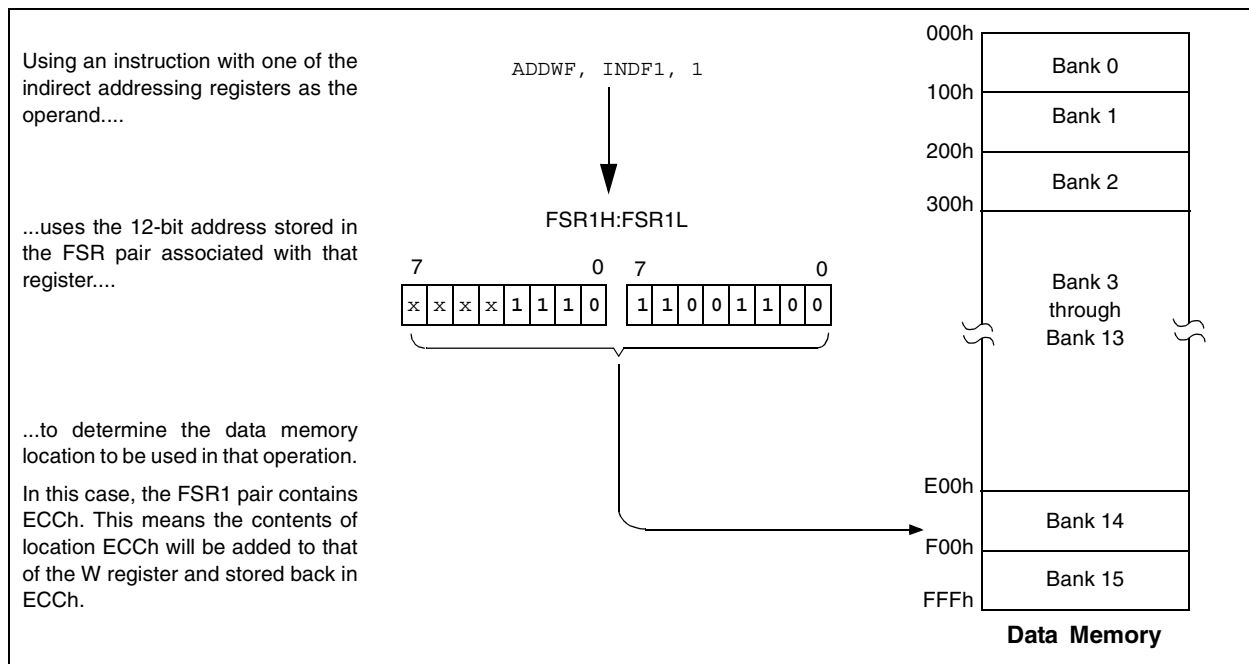 Using an instruction with one of the
indirect addressing registers as the
operand....
ADDWF, INDF1, 1
...uses the 12-bit address stored in
the FSR pair associated with that
register....
FSR1H:FSR1L
7 0 7 0
x x x x 1 1 1 0 1 1 0 0 1 1 0 0
...to determine the data memory
location to be used in that operation.
In this case, the FSR1 pair contains
ECCh. This means the contents of
location ECCh will be added to that
of the W register and stored back in
ECCh.
000h
Bank 0
100h
Bank 1
200h
Bank 2
300h
Bank 3
through
Bank 13
E00h
Bank 14
F00h
Bank 15
FFFh
Data Memory